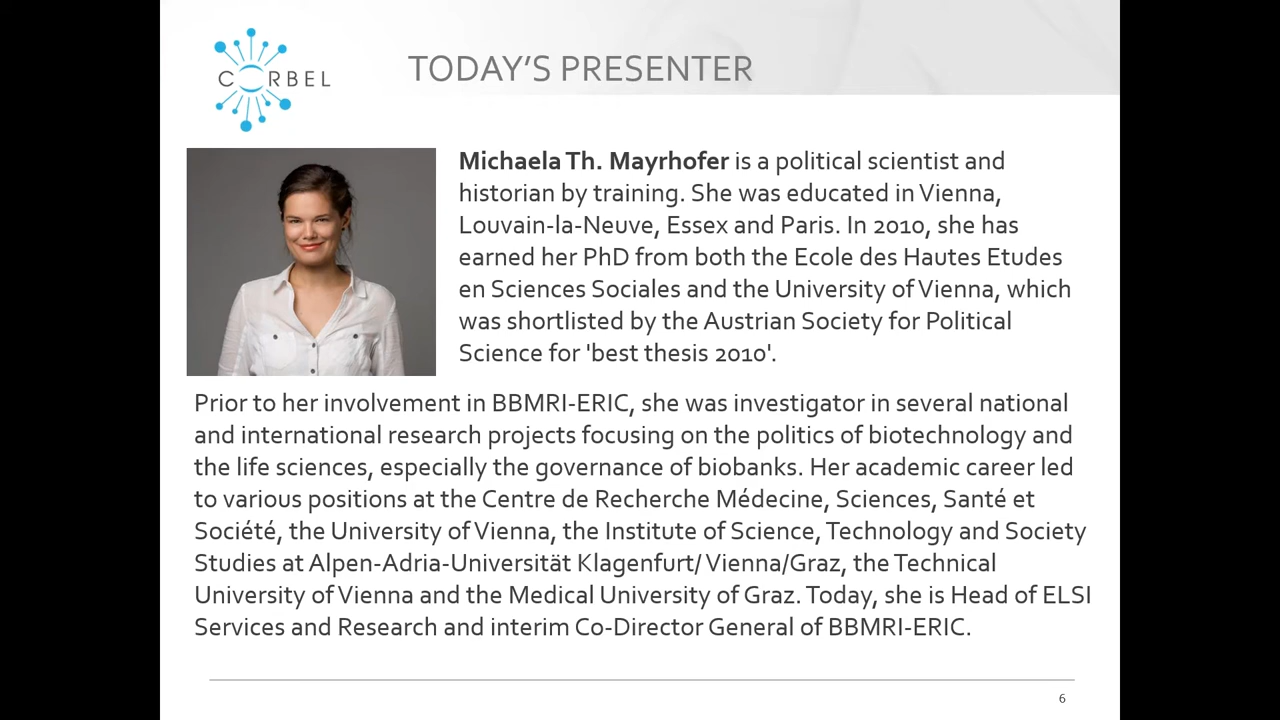 CORBEL
TODAY'S PRESENTER
Michaela Th. Mayrhofer is a political scientist and
historian by training. She was educated in Vienna,
Louvain-la-Neuve, Essex and Paris. In 2010, she has
earned her PhD from both the Ecole des Hautes Etudes
en Sciences Sociales and the University of Vienna, which
was shortlisted by the Austrian Society for Political
Science for 'best thesis 2010'.
Prior to her involvement in BBMRI-ERIC, she was investigator in several national
and international research projects focusing on the politics of biotechnology and
the life sciences, especially the governance of biobanks. Her academic career led
to various positions at the Centre de Recherche Médecine, Sciences, Santé et
Société, the University of Vienna, the Institute of Science, Technology and Society
Studies at Alpen-Adria-Universität Klagenfurt/ Vienna/Graz, the Technical
University of Vienna and the Medical University of Graz. Today, she is Head of ELSI
Services and Research and interim Co-Director General of BBMRI-ERIC.
6